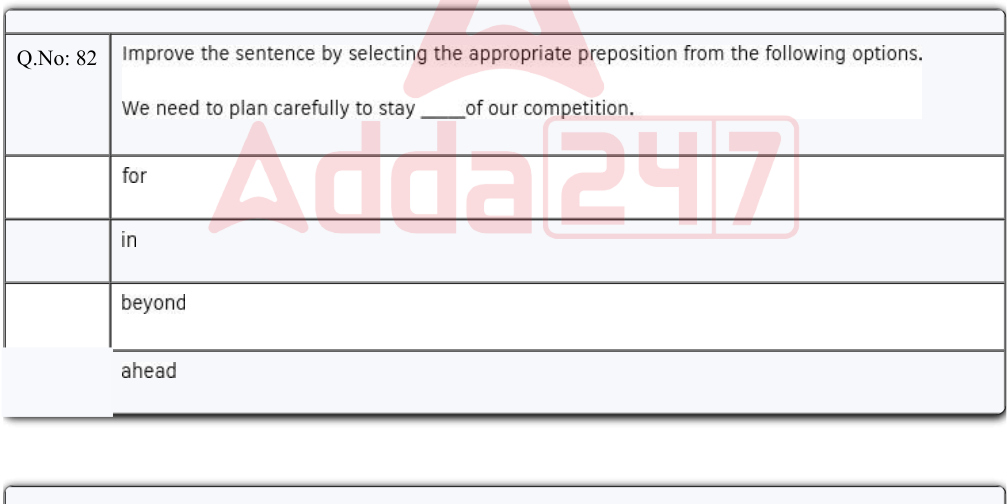 Q.No: 82
Improve the sentence by selecting the appropriate preposition from the following options.
We need to plan carefully to stay _____of our competition.
for
in
beyond
ahead
Adda247